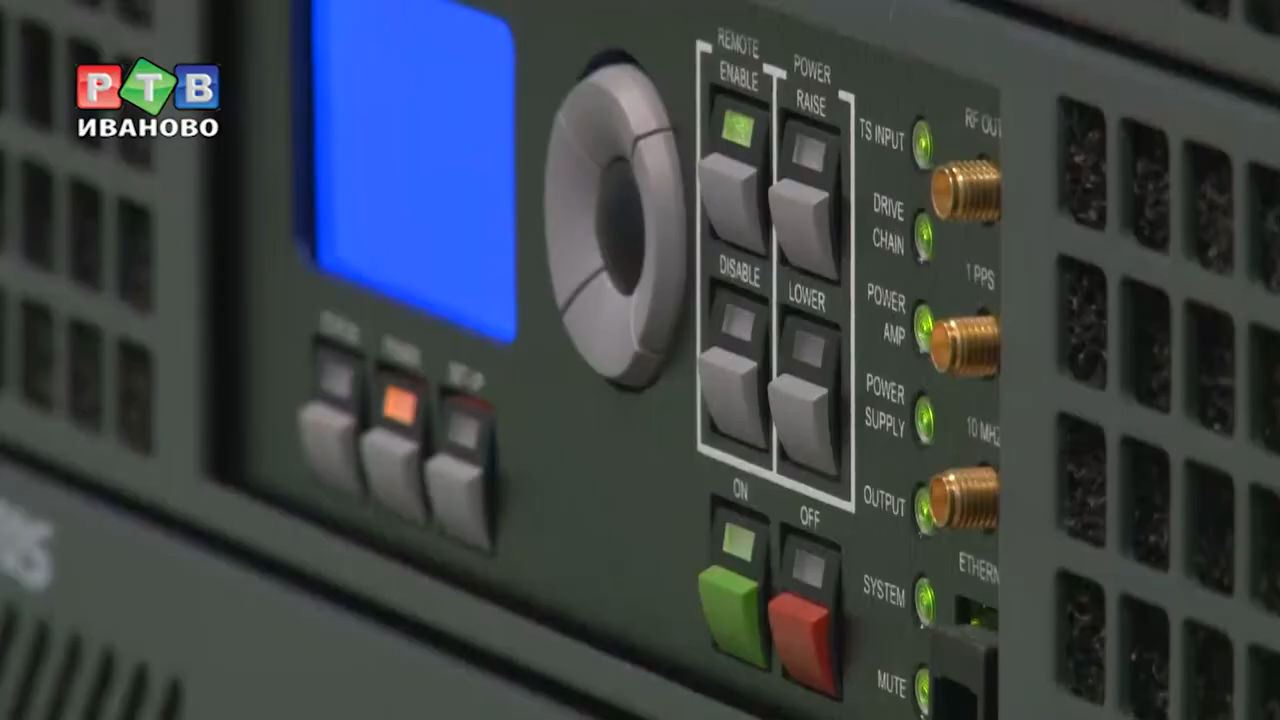 РТВ
ИВАНОВО
REMOTE
ENABLE
POWER
RAISE
DISABLE
LOWER
ON
OFF
TS INPUT
DRIVE
CHAIN
POWER
AMP
POWER
SUPPLY
OUTPUT
SYSTEM
MUTE
RF OUT
1 PPS
10 MHZ
ETHERN